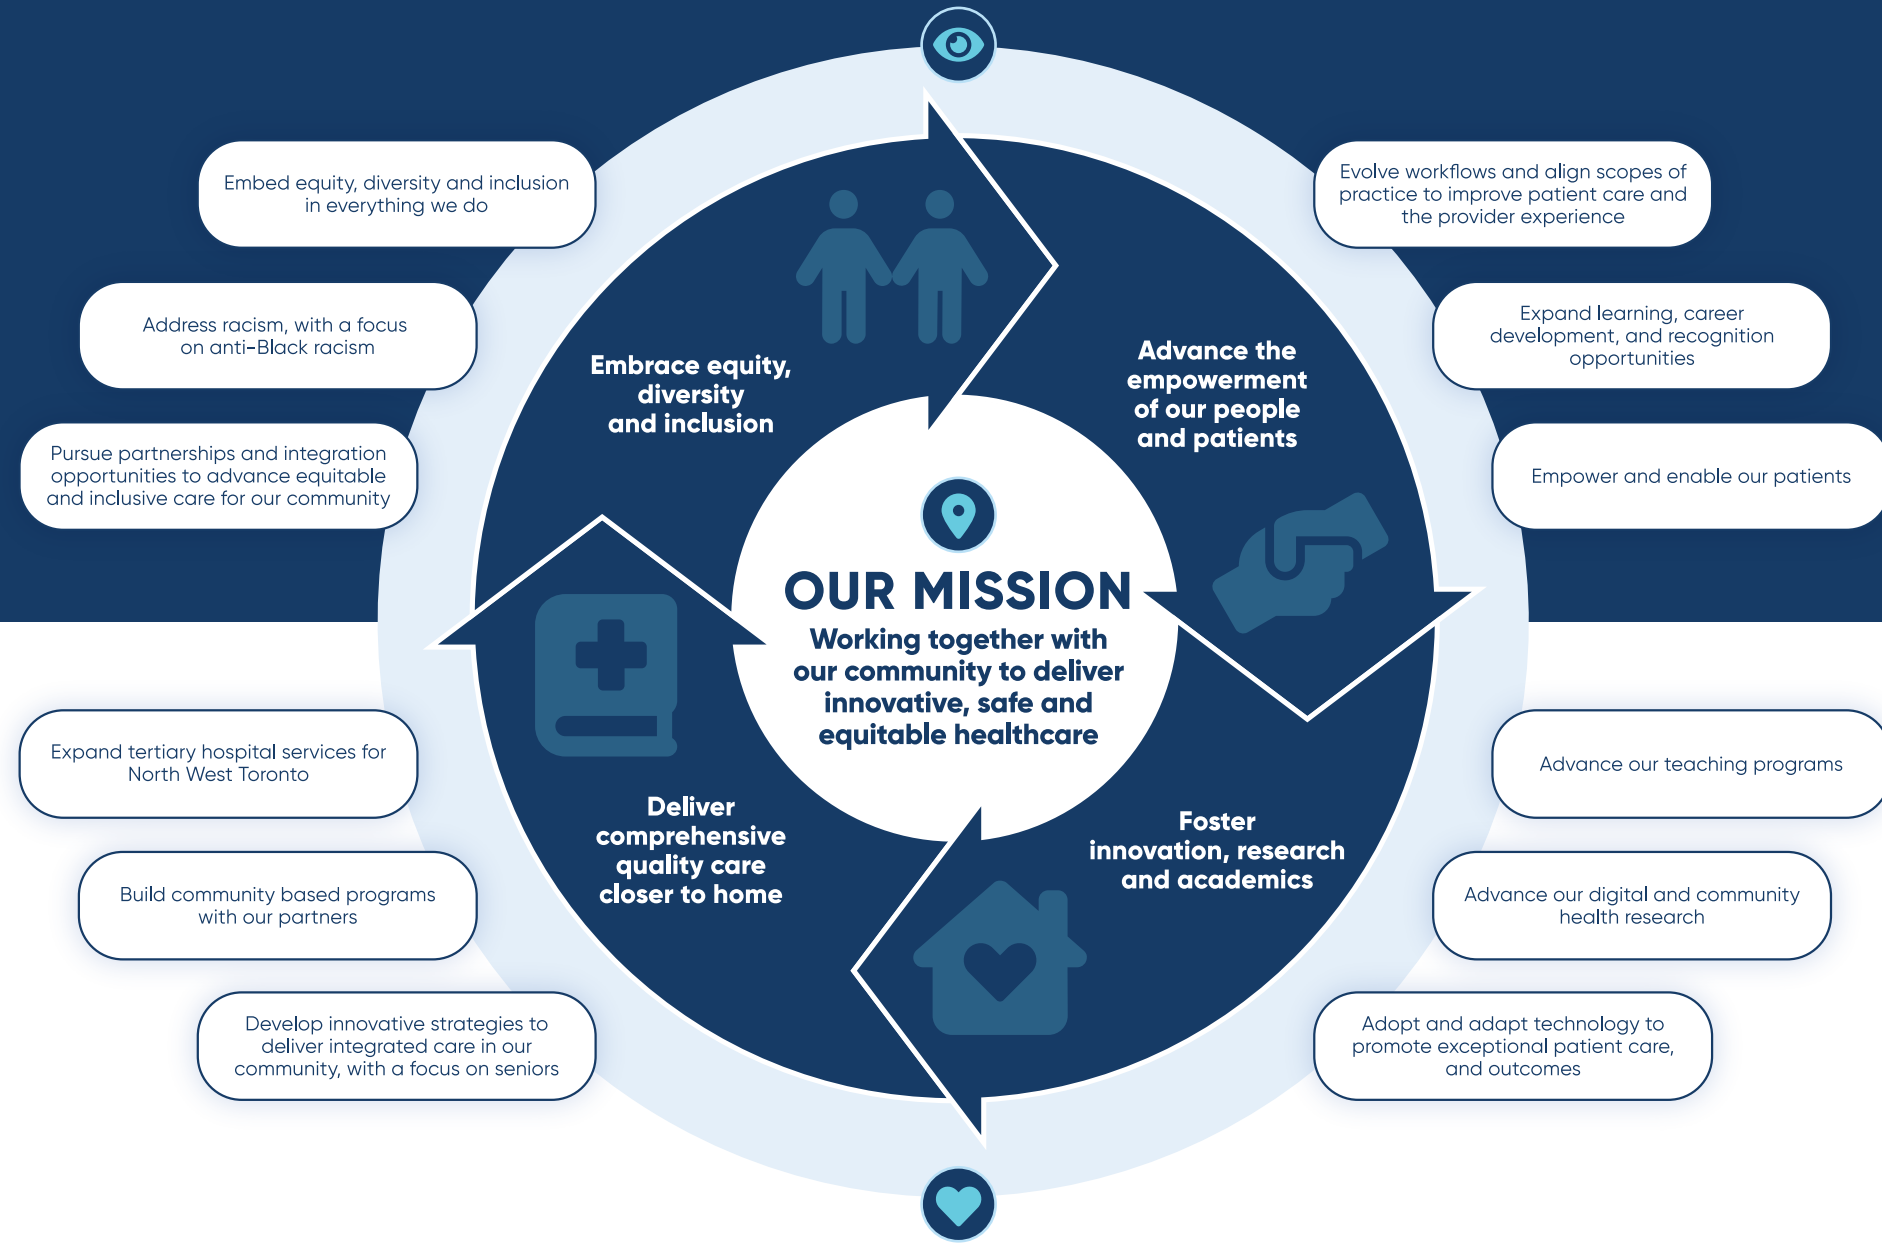 Embed equity, diversity and inclusion
in everything we do
Address racism, with a focus
on anti-Black racism
Pursue partnerships and integration
opportunities to advance equitable
and inclusive care for our community
Embrace equity,
diversity
and inclusion
Advance the
empowerment
of our people
and patients
Evolve workflows and align scopes of
practice to improve patient care and
the provider experience
Expand learning, career
development, and recognition
opportunities
Empower and enable our patients
OUR MISSION
Working together with
our community to deliver
innovative, safe and
equitable healthcare
Expand tertiary hospital services for
North West Toronto
Build community based programs
with our partners
Develop innovative strategies to
deliver integrated care in our
community, with a focus on seniors
Deliver
comprehensive
quality care
closer to home
Foster
innovation, research
and academics
Advance our teaching programs
Advance our digital and community
health research
Adopt and adapt technology to
promote exceptional patient care,
and outcomes